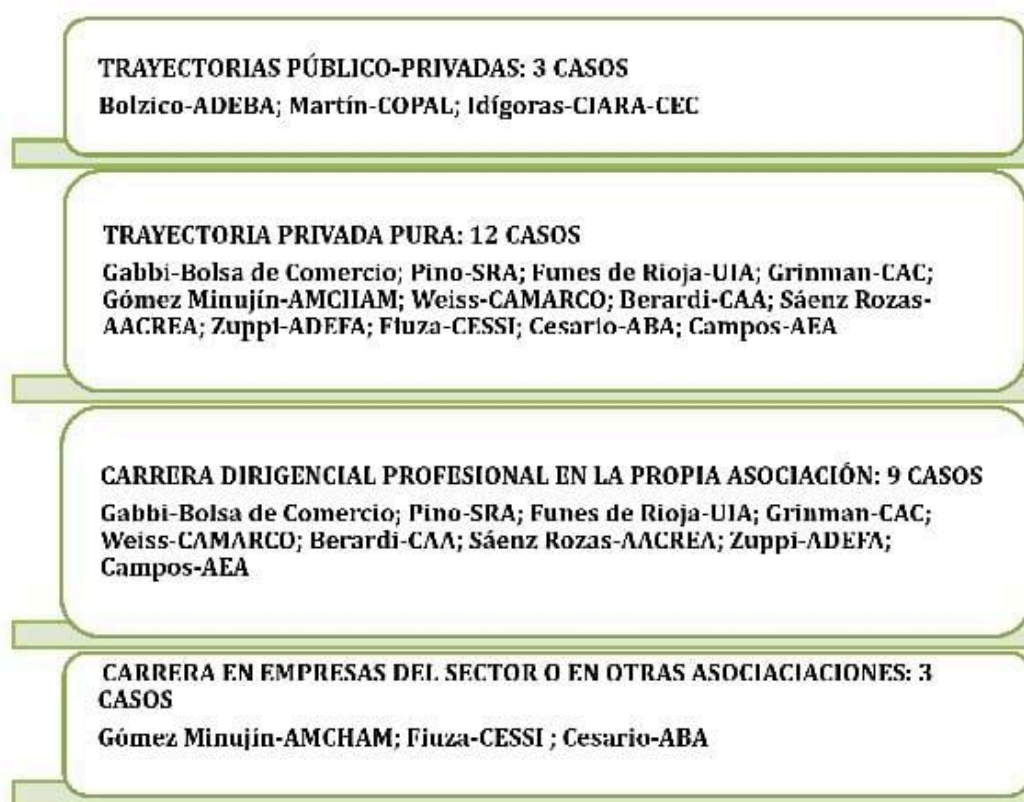 TRAYECTORIAS PÚBLICO-PRIVADAS: 3 CASOS
Bolzico-ADEBA; Martín-COPAL; Idígoras-CIARA-CEC
TRAYECTORIA PRIVADA PURA: 12 CASOS
Gabbi-Bolsa de Comercio; Pino-SRA; Funes de Rioja-UIA; Grinman-CAC;
Gómez Minujín-AMCHAM; Weiss-CAMARCO; Berardi-CAA; Sáenz Rozas-
AACREA; Zuppi-ADEFA; Fiuza-CESSI; Cesario-ABA; Campos-AEA
CARRERA DIRIGENCIAL PROFESIONAL EN LA PROPIA ASOCIACIÓN: 9 CASOS
Gabbi-Bolsa de Comercio; Pino-SRA; Funes de Rioja-UIA; Grinman-CAC;
Weiss-CAMARCO; Berardi-CAA; Sáenz Rozas-AACREA; Zuppi-ADEFA;
Campos-AEA
CARRERA EN EMPRESAS DEL SECTOR O EN OTRAS ASOCIACIACIONES: 3
CASOS
Gómez Minujín-AMCHAM; Fiuza-CESSI ; Cesario-ABA